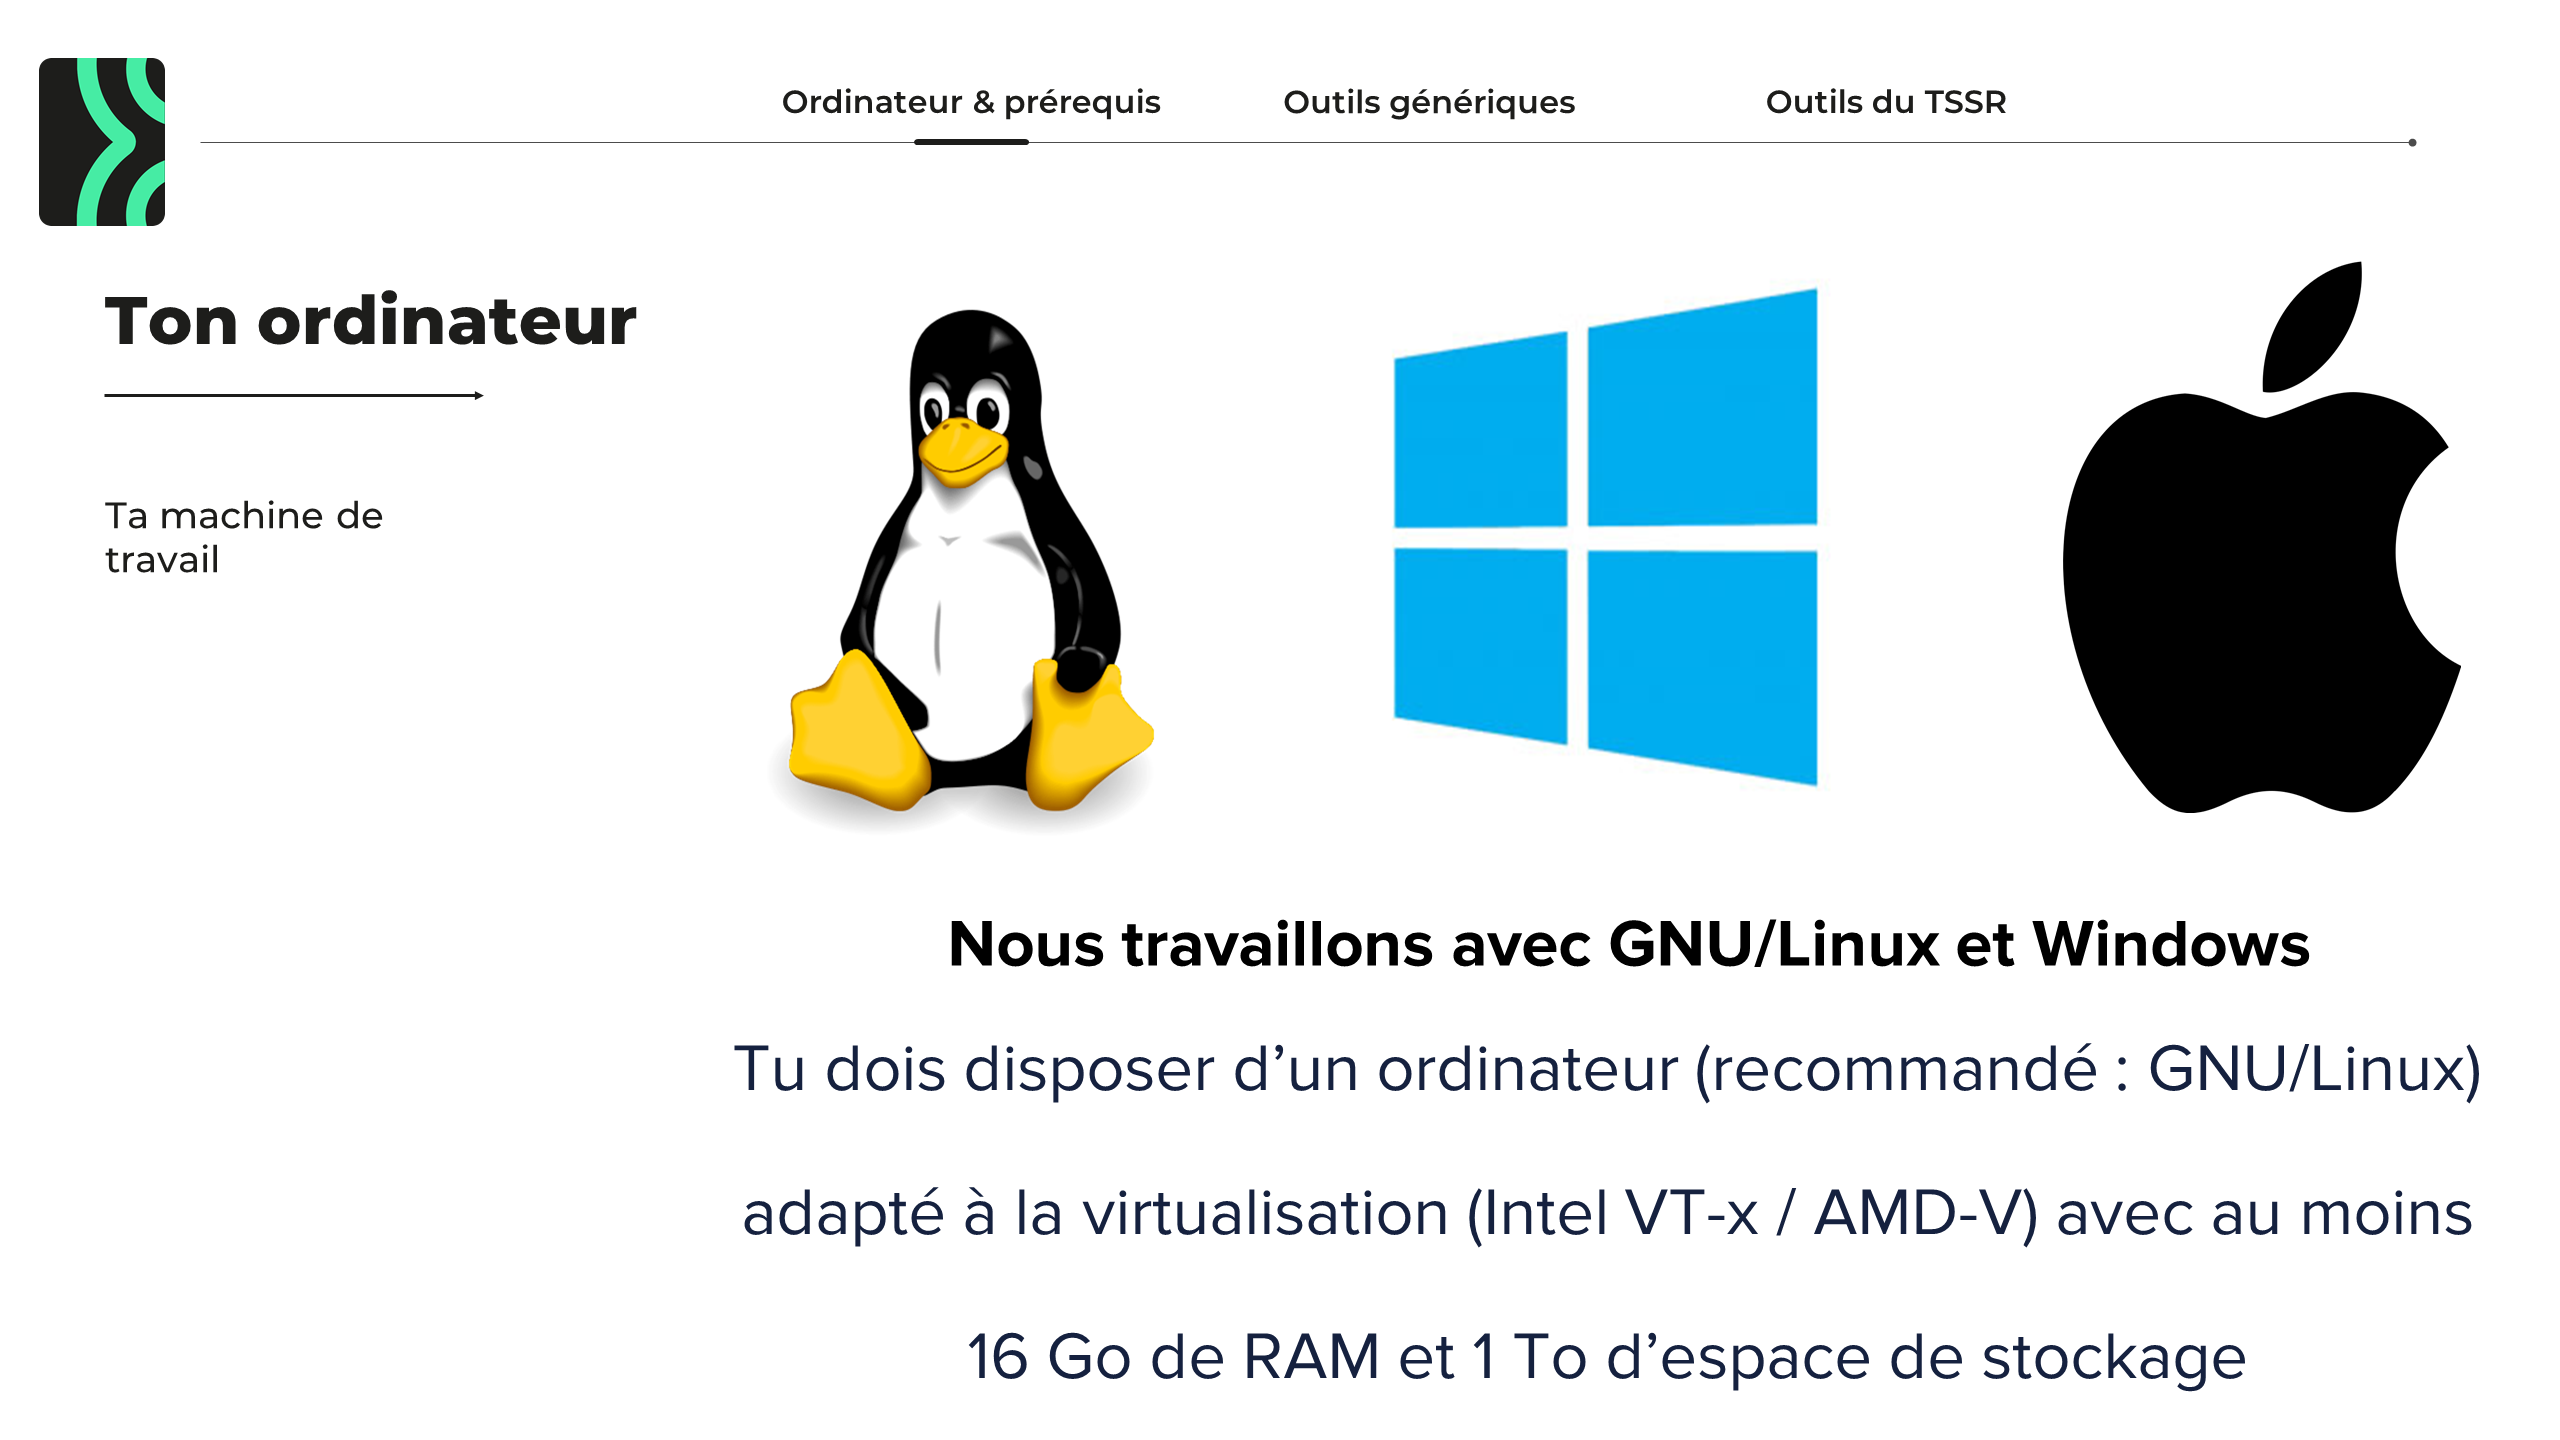 Ordinateur & prérequis
Outils génériques
Outils du TSSR
Ton ordinateur
Ta machine de
travail
Nous travaillons avec GNU/Linux et Windows
Tu dois disposer d’un ordinateur (recommandé : GNU/Linux)
adapté à la virtualisation (Intel VT-x / AMD-V) avec au moins
16 Go de RAM et 1 To d’espace de stockage